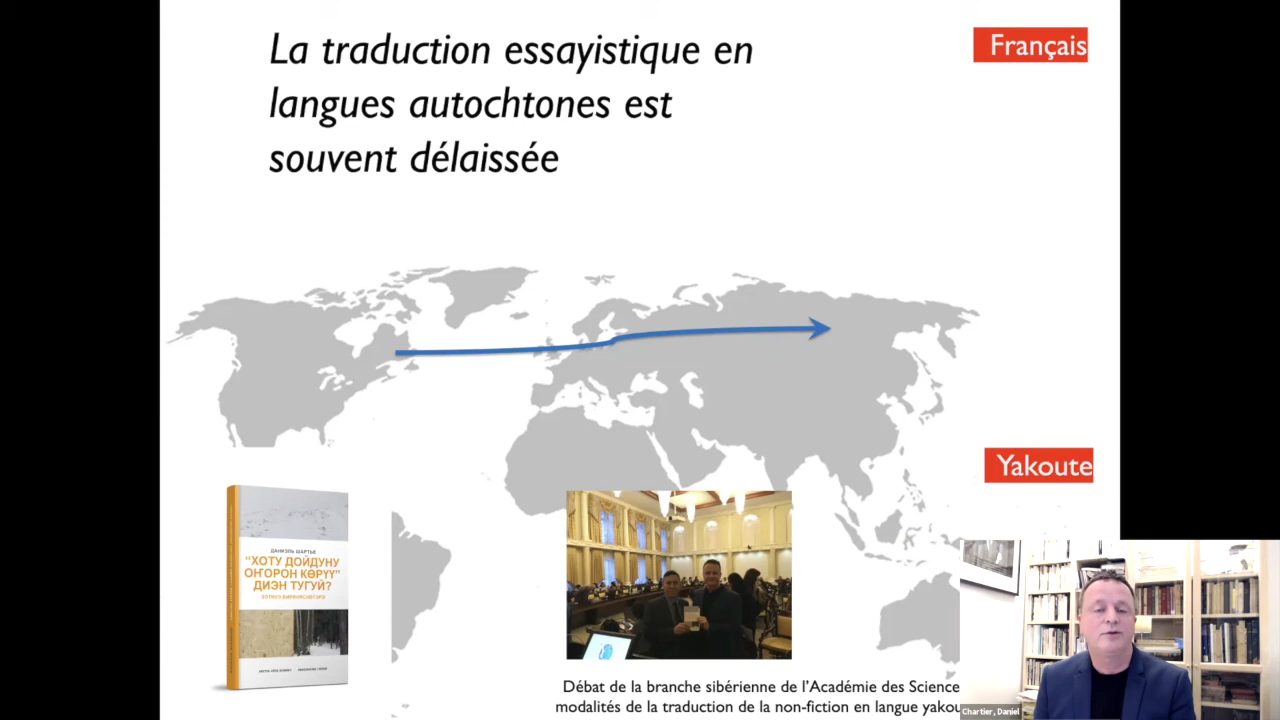 La traduction essayistique en
langues autochtones est
souvent délaissée
Français
Yakoute
ДАНИЭЛЬ ШАРТЬЕ
“ХОТУ ДОЙДУНУ
ОҤОРОН КӨРҮҮ”
ДИЭН ТУГУЙ?
Débat de la branche sibérienne de l’Académie des Science
modalités de la traduction de la non-fiction en langue yakou
Chartier, Daniel